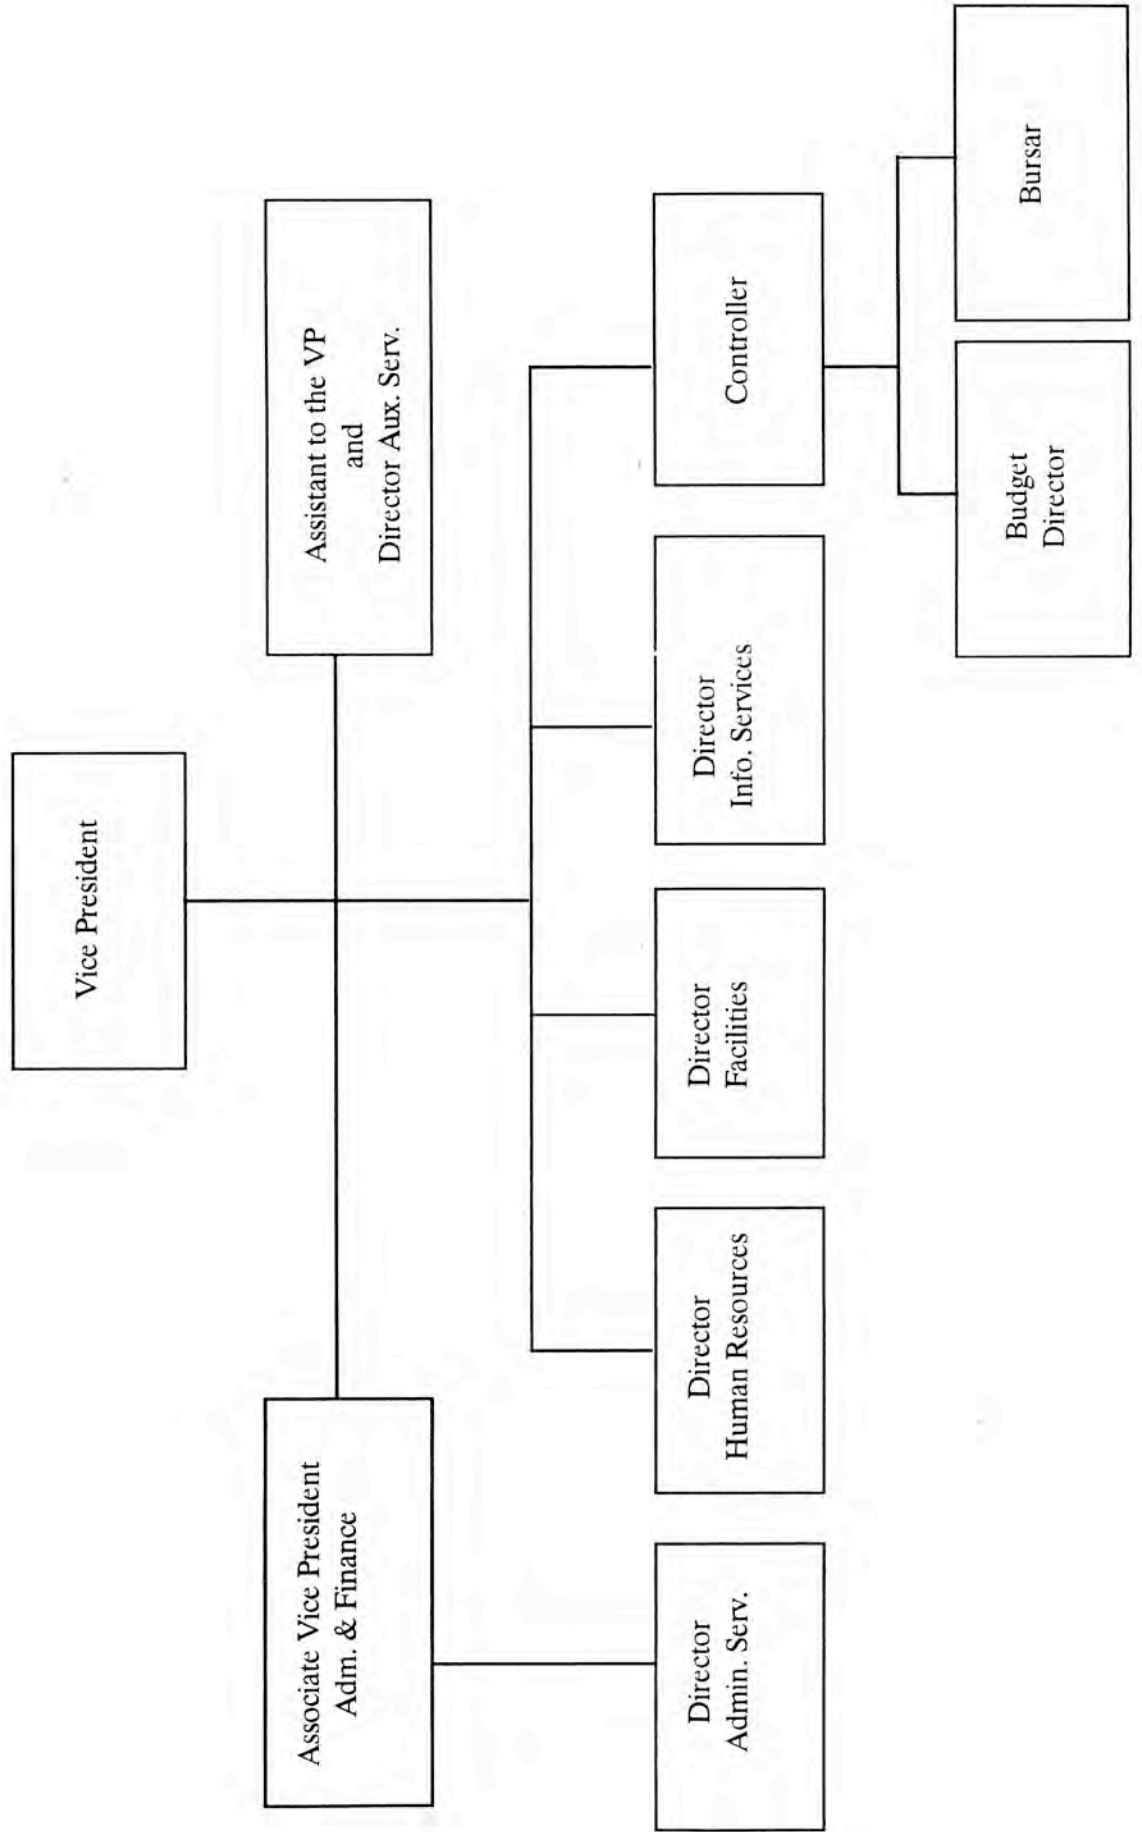 Vice President
Associate Vice President
Adm. & Finance
Assistant to the VP
and
Director Aux. Serv.
Director
Admin. Serv.
Director
Human Resources
Director
Facilities
Director
Info. Services
Controller
Budget
Director
Bursar